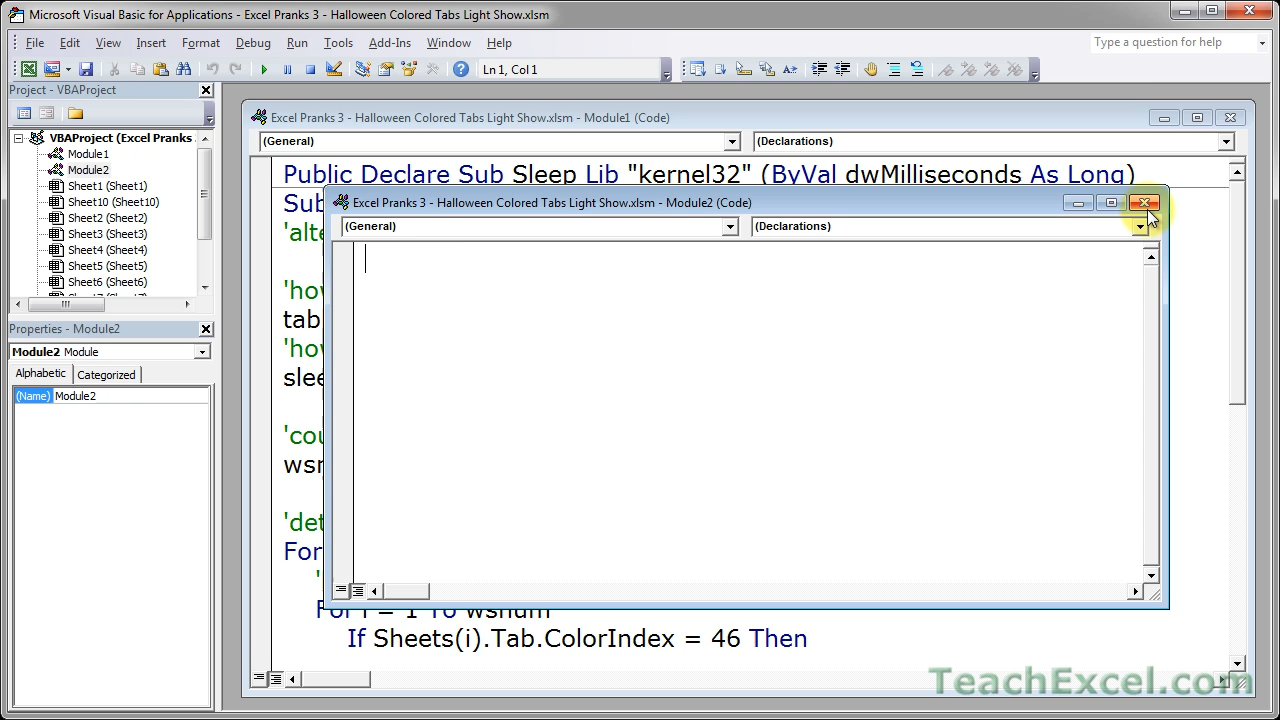 Microsoft Visual Basic for Applications - Excel Pranks 3 - Halloween Colored Tabs Light Show.xlsm
File Edit View Insert Format Debug Run Tools Add-Ins Window Help
Type a question for help
Ln 1, Col 1
Project - VBAProject
VBAProject (Excel Pranks
Module1
Module2
Sheet1 (Sheet1)
Sheet10 (Sheet10)
Sheet2 (Sheet2)
Sheet3 (Sheet3)
Sheet4 (Sheet4)
Sheet5 (Sheet5)
Sheet6 (Sheet6)
Properties - Module2
Module2 Module
Alphabetic Categorized
(Name) Module2
Excel Pranks 3 - Halloween Colored Tabs Light Show.xlsm - Module1 (Code)
(General) (Declarations)
Public Declare Sub Sleep Lib "kernel32" (ByVal dwMilliseconds As Long)
Sub
'alte
'how
tab
'how
slee
'cou
wsn
'det
For
For i = 1 To wsnum
If Sheets(i).Tab.ColorIndex = 46 Then
Excel Pranks 3 - Halloween Colored Tabs Light Show.xlsm - Module2 (Code)
(General) (Declarations)
TeachExcel.com